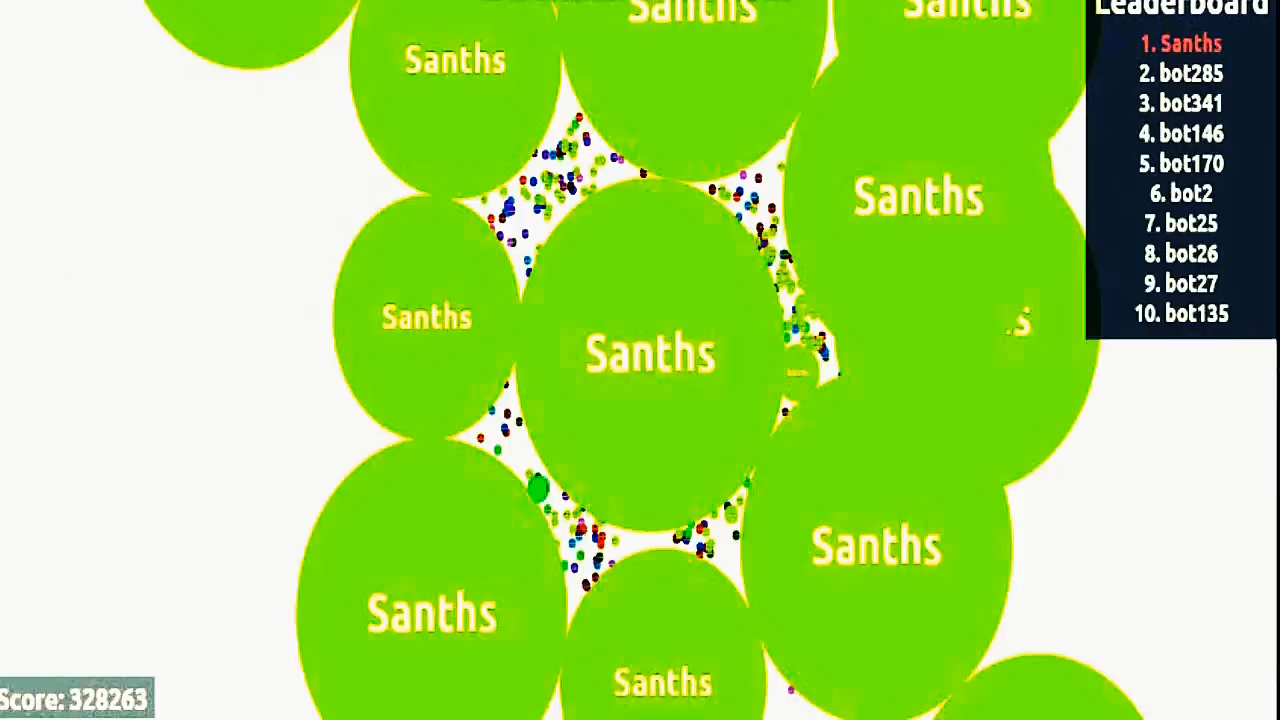 Sanths
Sanths
Leaderboard
1. Sanths
2. bot285
3. bot341
4. bot146
5. bot170
6. bot2
7. bot25
8. bot26
9. bot27
10. bot135
Sanths
Sanths
Sanths
Sanths
s
Sanths
Sanths
Sanths
Score: 328263